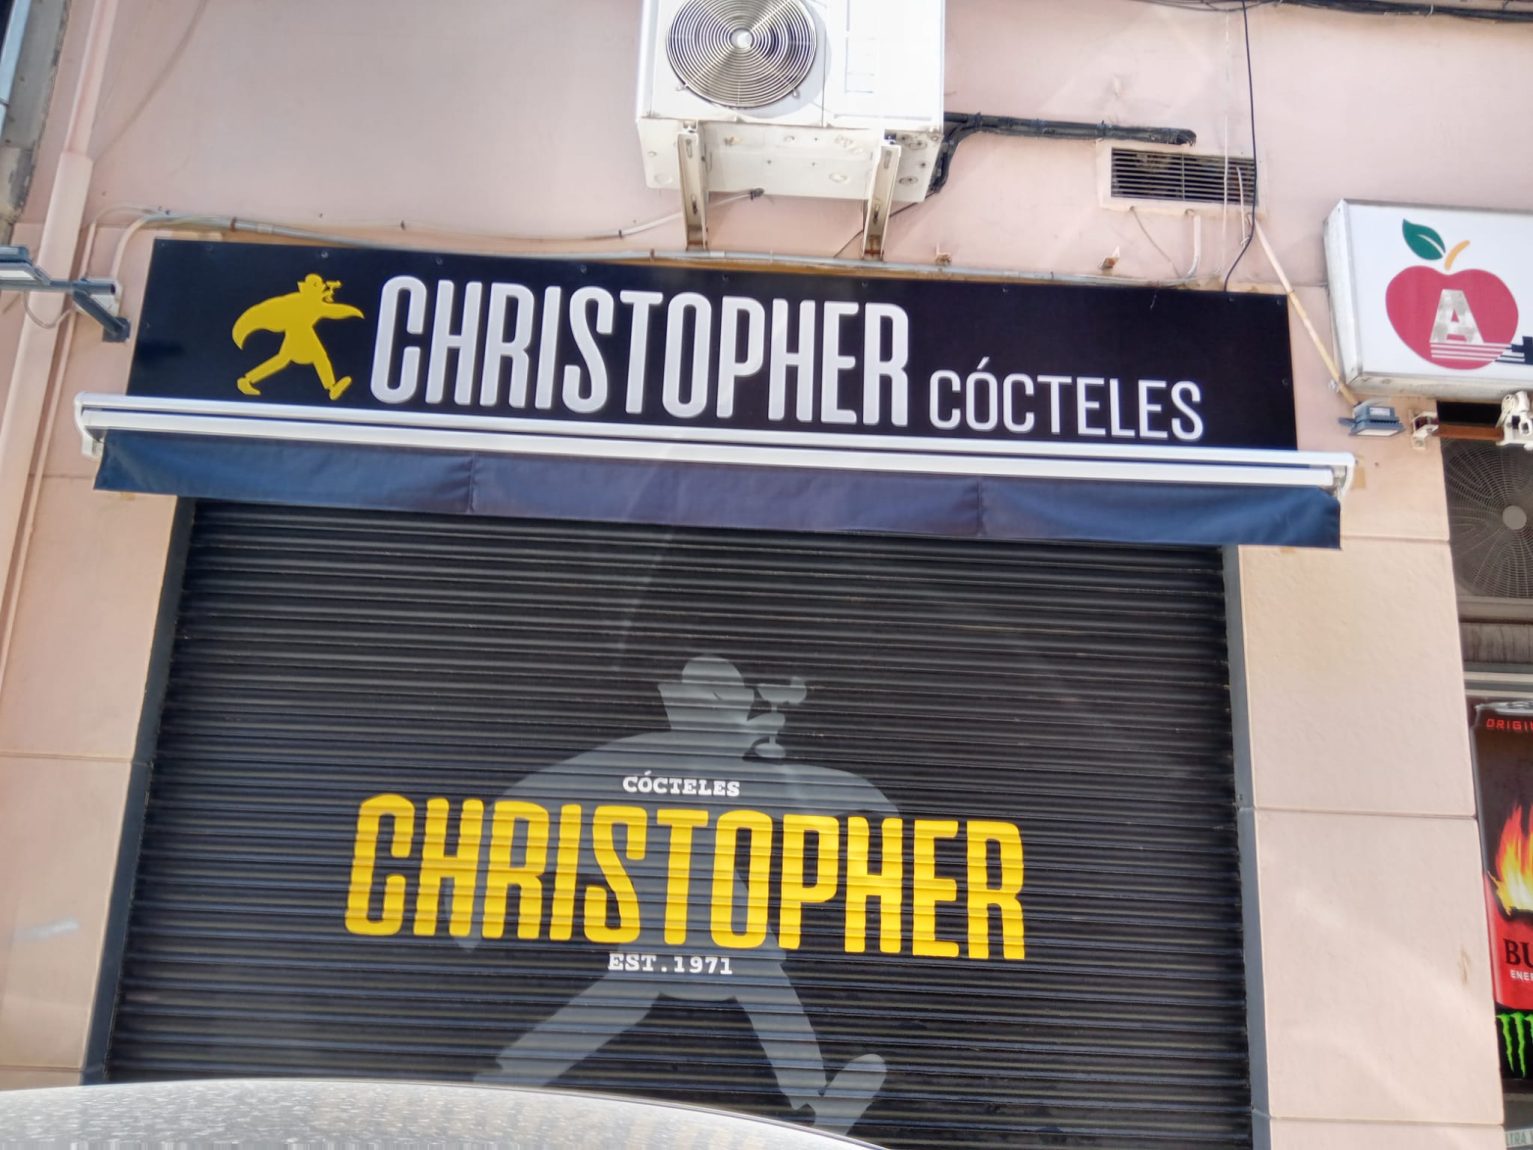 CHRISTOPHER CÓCTELES
A
CÓCTELES
CHRISTOPHER
EST.1971